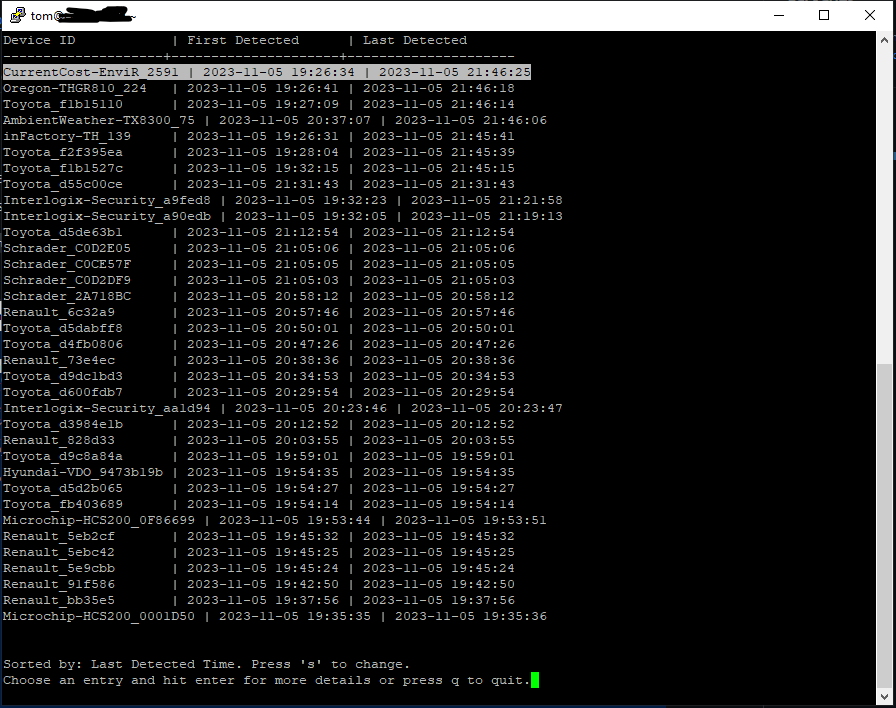 tom@ ~
Device ID | First Detected | Last Detected
--------------------+---------------------+---------------------
CurrentCost-EnviR_2591 | 2023-11-05 19:26:34 | 2023-11-05 21:46:25
Oregon-THGR810_224 | 2023-11-05 19:26:41 | 2023-11-05 21:46:18
Toyota_f1b15110 | 2023-11-05 19:27:09 | 2023-11-05 21:46:14
AmbientWeather-TX8300_75 | 2023-11-05 20:37:07 | 2023-11-05 21:46:06
inFactory-TH_139 | 2023-11-05 19:26:31 | 2023-11-05 21:45:41
Toyota_f2f395ea | 2023-11-05 19:28:04 | 2023-11-05 21:45:39
Toyota_f1b1527c | 2023-11-05 19:32:15 | 2023-11-05 21:45:15
Toyota_d55c00ce | 2023-11-05 21:31:43 | 2023-11-05 21:31:43
Interlogix-Security_a9fed8 | 2023-11-05 19:32:23 | 2023-11-05 21:21:58
Interlogix-Security_a90edb | 2023-11-05 19:32:05 | 2023-11-05 21:19:13
Toyota_d5de63b1 | 2023-11-05 21:12:54 | 2023-11-05 21:12:54
Schrader_C0D2E05 | 2023-11-05 21:05:06 | 2023-11-05 21:05:06
Schrader_C0CE57F | 2023-11-05 21:05:05 | 2023-11-05 21:05:05
Schrader_C0D2DF9 | 2023-11-05 21:05:03 | 2023-11-05 21:05:03
Schrader_2A718BC | 2023-11-05 20:58:12 | 2023-11-05 20:58:12
Renault_6c32a9 | 2023-11-05 20:57:46 | 2023-11-05 20:57:46
Toyota_d5dabff8 | 2023-11-05 20:50:01 | 2023-11-05 20:50:01
Toyota_d4fb0806 | 2023-11-05 20:47:26 | 2023-11-05 20:47:26
Renault_73e4ec | 2023-11-05 20:38:36 | 2023-11-05 20:38:36
Toyota_d9dc1bd3 | 2023-11-05 20:34:53 | 2023-11-05 20:34:53
Toyota_d600fdb7 | 2023-11-05 20:29:54 | 2023-11-05 20:29:54
Interlogix-Security_aa1d94 | 2023-11-05 20:23:46 | 2023-11-05 20:23:47
Toyota_d3984e1b | 2023-11-05 20:12:52 | 2023-11-05 20:12:52
Renault_828d33 | 2023-11-05 20:03:55 | 2023-11-05 20:03:55
Toyota_d9c8a84a | 2023-11-05 19:59:01 | 2023-11-05 19:59:01
Hyundai-VDO_9473b19b | 2023-11-05 19:54:35 | 2023-11-05 19:54:35
Toyota_d5d2b065 | 2023-11-05 19:54:27 | 2023-11-05 19:54:27
Toyota_fb403689 | 2023-11-05 19:54:14 | 2023-11-05 19:54:14
Microchip-HCS200_0F86699 | 2023-11-05 19:53:44 | 2023-11-05 19:53:51
Renault_5eb2cf | 2023-11-05 19:45:32 | 2023-11-05 19:45:32
Renault_5ebc42 | 2023-11-05 19:45:25 | 2023-11-05 19:45:25
Renault_5e9cbb | 2023-11-05 19:45:24 | 2023-11-05 19:45:24
Renault_91f586 | 2023-11-05 19:42:50 | 2023-11-05 19:42:50
Renault_bb35e5 | 2023-11-05 19:37:56 | 2023-11-05 19:37:56
Microchip-HCS200_0001D50 | 2023-11-05 19:35:35 | 2023-11-05 19:35:36
Sorted by: Last Detected Time. Press 's' to change.
Choose an entry and hit enter for more details or press q to quit.